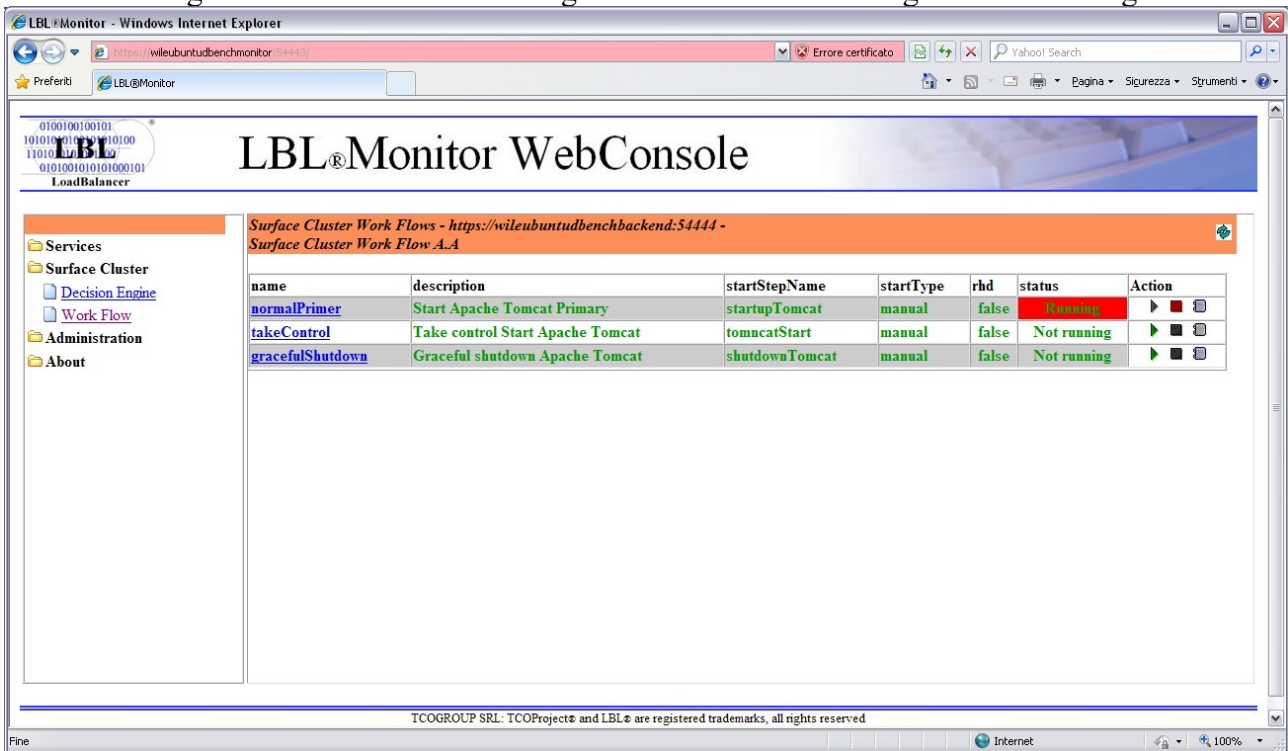 LBL®Monitor - Windows Internet Explorer
https://wileubuntudbenchmonitor:54443/
Errore certificato
Yahoo! Search
Preferiti
LBL®Monitor
Pagina
Sicurezza
Strumenti
0100100100101
LBL
010100101010100101
LoadBalancer
LBL®Monitor WebConsole
Services
Surface Cluster
Decision Engine
Work Flow
Administration
About
Surface Cluster Work Flows - https://wileubuntudbenchbackend:54444 -
Surface Cluster Work Flow A.A
name description startStepName startType rhd status Action
normalPrimer Start Apache Tomcat Primary startupTomcat manual false Running
takeControl Take control Start Apache Tomcat tomncatStart manual false Not running
gracefulShutdown Graceful shutdown Apache Tomcat shutdownTomcat manual false Not running
TCOGROUP SRL: TCOProject® and LBL® are registered trademarks, all rights reserved
Fine
Internet
100%